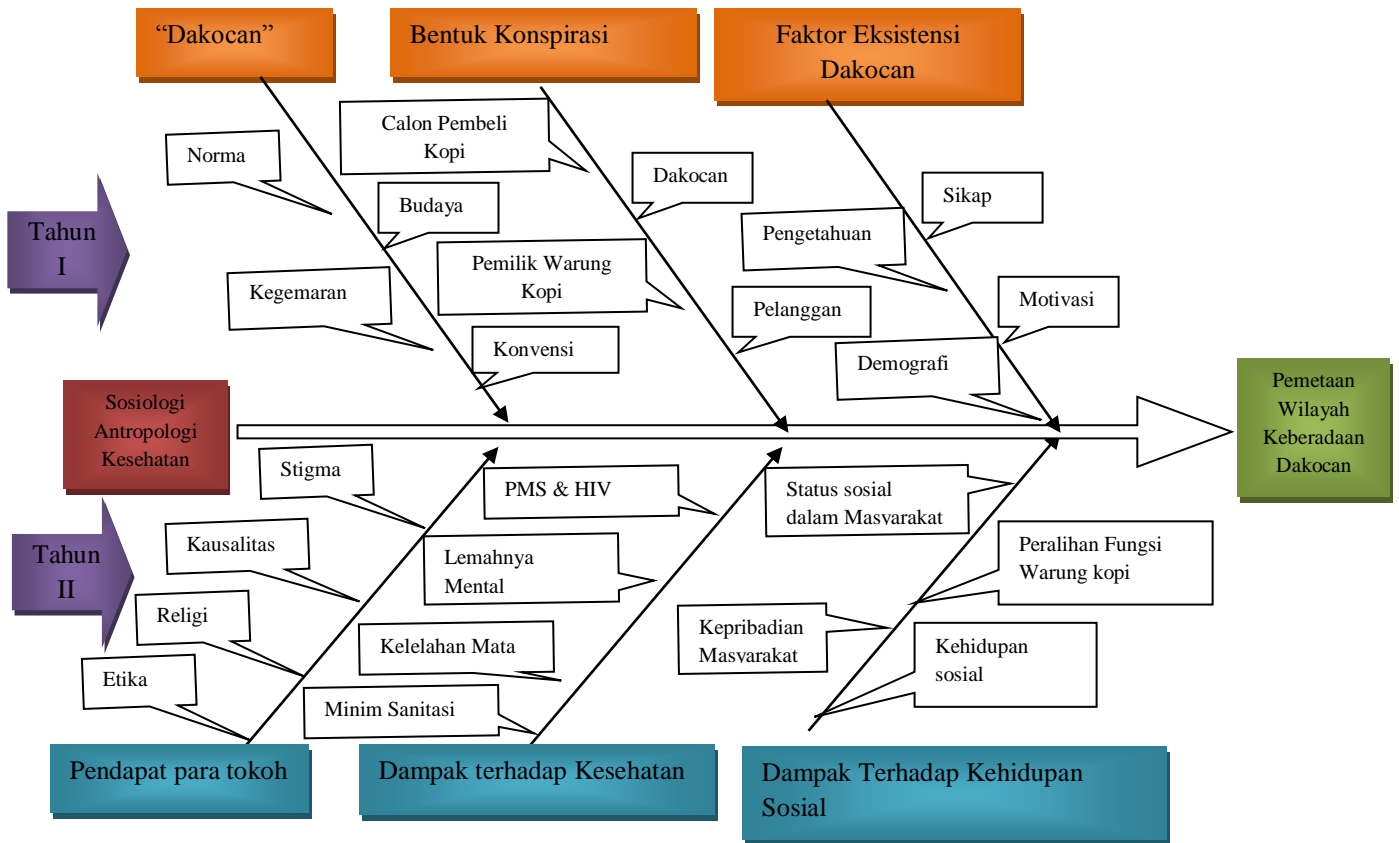 “Dakocan”
Bentuk Konspirasi
Faktor Eksistensi
Dakocan
Calon Pembeli
Kopi
Norma
Dakocan
Sikap
Budaya
Tahun
I
Pengetahuan
Pemilik Warung
Kopi
Kegemaran
Motivasi
Pelanggan
Konvensi
Demografi
Sosiologi
Antropologi
Kesehatan
Pemetaan
Wilayah
Keberadaan
Dakocan
Stigma
PMS & HIV
Status sosial
dalam Masyarakat
Tahun
II
Kausalitas
Lemahnya
Mental
Peralihan Fungsi
Warung kopi
Religi
Kepribadian
Masyarakat
Kelelahan Mata
Kehidupan
sosial
Etika
Minim Sanitasi
Pendapat para tokoh
Dampak terhadap Kesehatan
Dampak Terhadap Kehidupan
Sosial